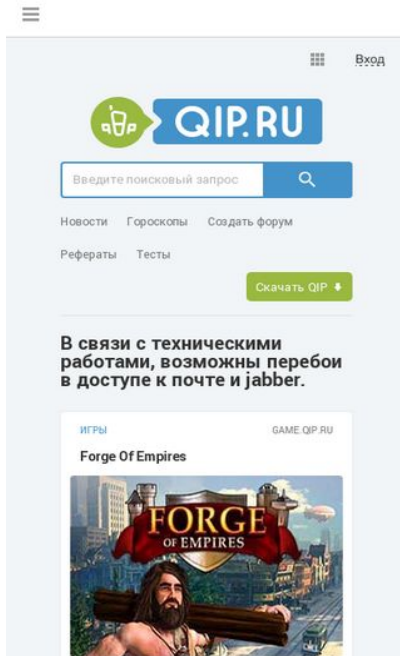 Вход
QIP.RU
Введите поисковый запрос
Новости Гороскопы Создать форум
Рефераты Тесты
Скачать QIP
В связи с техническими
работами, возможны перебои
в доступе к почте и jabber.
ИГРЫ GAME.QIP.RU
Forge Of Empires
FORGE
OF EMPIRES